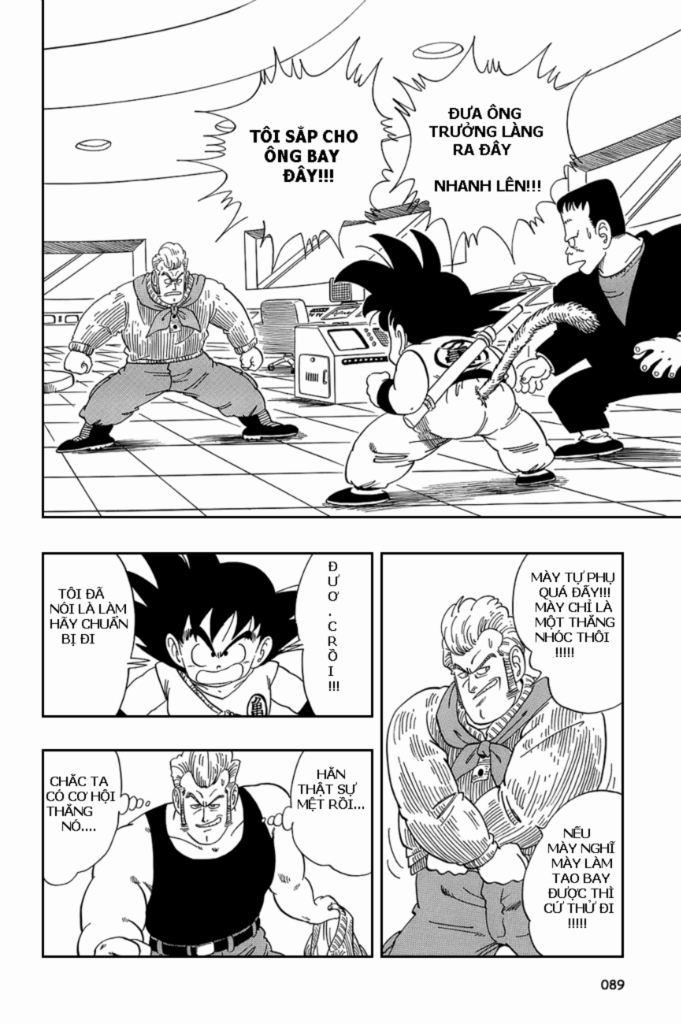 ĐƯA ÔNG
TRƯỞNG LÀNG
RA ĐÂY
NHANH LÊN!!!
TÔI SẮP CHO
ÔNG BAY
ĐÂY!!!
MÀY TỰ PHỤ
QUÁ ĐẤY!!!
MÀY CHỈ LÀ
MỘT THẰNG
NHÓC THÔI
!!!!!
NẾU
MÀY NGHĨ
MÀY LÀM
TAO BAY
ĐƯỢC THÌ
CỨ THỬ ĐI
!!!!!
Đ
Ư
Ơ
.C
R
Ồ
I
!!!
TÔI ĐÃ
NÓI LÀ LÀM
HÃY CHUẨN
BỊ ĐI
HẮN
THẬT SỰ
MỆT RỒI...
CHẮC TA
CÓ CƠ HỘI
THẮNG
NÓ....
089